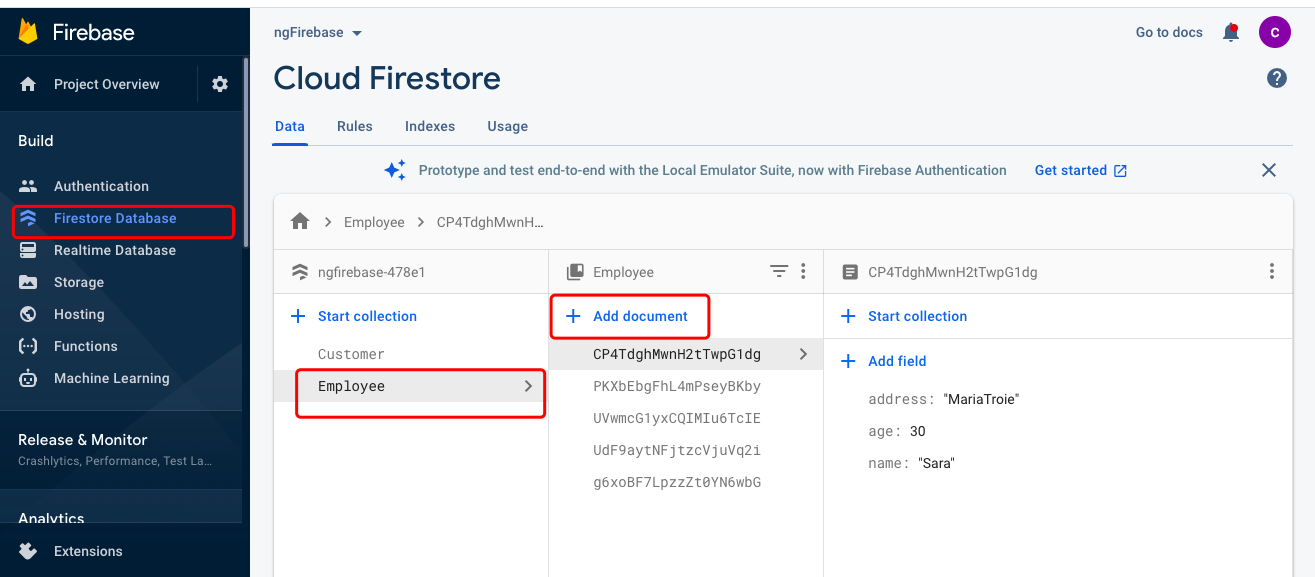 Firebase
Project Overview
Build
Authentication
Firestore Database
Realtime Database
Storage
Hosting
Functions
Machine Learning
Release & Monitor
Crashlytics, Performance, Test La...
Analytics
Extensions
ngFirebase
Go to docs
C
Cloud Firestore
?
Data Rules Indexes Usage
Prototype and test end-to-end with the Local Emulator Suite, now with Firebase Authentication Get started
Employee > CP4TdghMwnH...
ngfirebase-478e1
+ Start collection
Customer
Employee
Employee
+ Add document
CP4TdghMwnH2tTwpG1dg
PKXbEbgFhL4mPseyBKby
UVwmcG1yxCQIMIu6TcIE
UdF9aytNFjtzcVjuVq2i
g6xoBF7LpzzZt0YN6wbG
CP4TdghMwnH2tTwpG1dg
+ Start collection
+ Add field
address: "MariaTroie"
age: 30
name: "Sara"